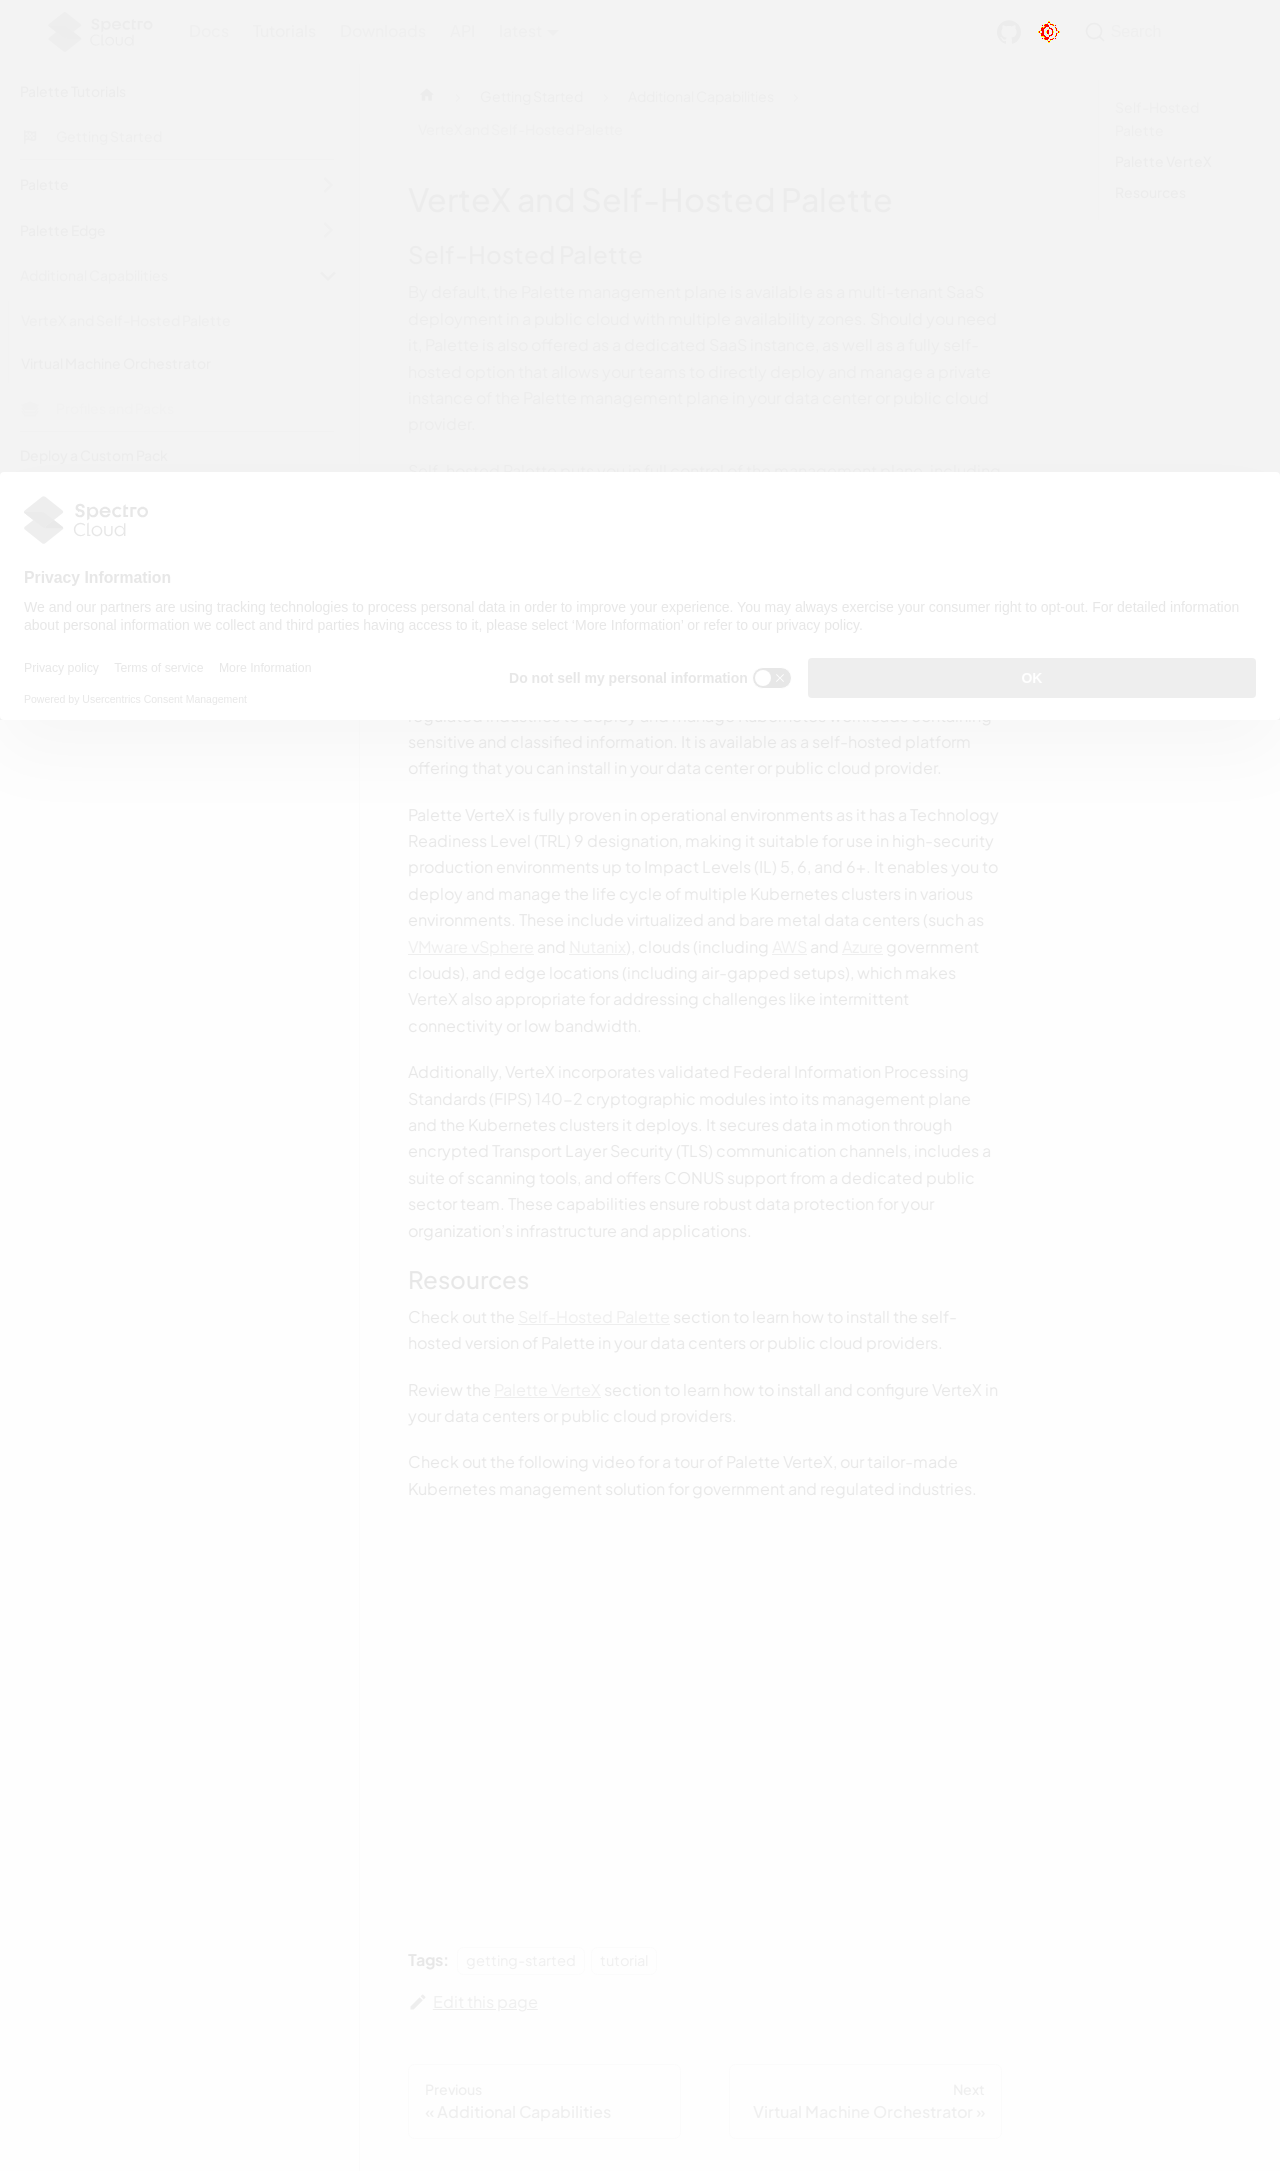 Spectro
Cloud
Docs
Tutorials
Downloads
API
latest
Search
Palette Tutorials
Getting Started
Palette
Palette Edge
Additional Capabilities
VerteX and Self-Hosted Palette
Virtual Machine Orchestrator
Deploy a Custom Pack
Getting Started
Additional Capabilities
VerteX and Self-Hosted Palette
Self-Hosted
Palette
Palette VerteX
Resources
VerteX and Self-Hosted Palette
Self-Hosted Palette
By default, the Palette management plane is available as a multi-tenant SaaS
deployment in a public cloud with multiple availability zones. Should you need
it, Palette is also offered as a dedicated SaaS instance, as well as a fully self-
hosted option that allows your teams to directly deploy and manage a private
instance of the Palette management plane in your data center or public cloud
provider.
Spectro
Cloud
Privacy Information
We and our partners are using tracking technologies to process personal data in order to improve your experience. You may always exercise your consumer right to opt-out. For detailed information
about personal information we collect and third parties having access to it, please select 'More Information' or refer to our privacy policy.
Privacy policy Terms of service More Information
Powered by Usercentrics Consent Management
Do not sell my personal information
OK
regulated industries to deploy and manage Kubernetes workloads containing
sensitive and classified information. It is available as a self-hosted platform
offering that you can install in your data center or public cloud provider.
Palette VerteX is fully proven in operational environments as it has a Technology
Readiness Level (TRL) 9 designation, making it suitable for use in high-security
production environments up to Impact Levels (IL) 5, 6, and 6+. It enables you to
deploy and manage the life cycle of multiple Kubernetes clusters in various
environments. These include virtualized and bare metal data centers (such as
VMware vSphere and Nutanix), clouds (including AWS and Azure government
clouds), and edge locations (including air-gapped setups), which makes
VerteX also appropriate for addressing challenges like intermittent
connectivity or low bandwidth.
Additionally, VerteX incorporates validated Federal Information Processing
Standards (FIPS) 140-2 cryptographic modules into its management plane
and the Kubernetes clusters it deploys. It secures data in motion through
encrypted Transport Layer Security (TLS) communication channels, includes a
suite of scanning tools, and offers CONUS support from a dedicated public
sector team. These capabilities ensure robust data protection for your
organization's infrastructure and applications.
Resources
Check out the Self-Hosted Palette section to learn how to install the self-
hosted version of Palette in your data centers or public cloud providers.
Review the Palette VerteX section to learn how to install and configure VerteX in
your data centers or public cloud providers.
Check out the following video for a tour of Palette VerteX, our tailor-made
Kubernetes management solution for government and regulated industries.
Tags: getting-started tutorial
Edit this page
Previous
« Additional Capabilities
Next
Virtual Machine Orchestrator »